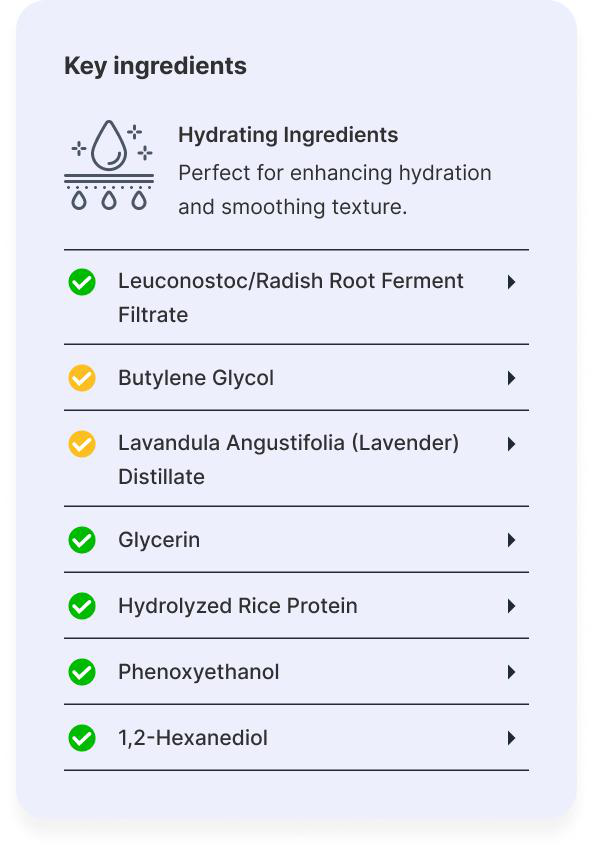 Key ingredients
Hydrating Ingredients
Perfect for enhancing hydration
and smoothing texture.
Leuconostoc/Radish Root Ferment
Filtrate
Butylene Glycol
Lavandula Angustifolia (Lavender)
Distillate
Glycerin
Hydrolyzed Rice Protein
Phenoxyethanol
1,2-Hexanediol